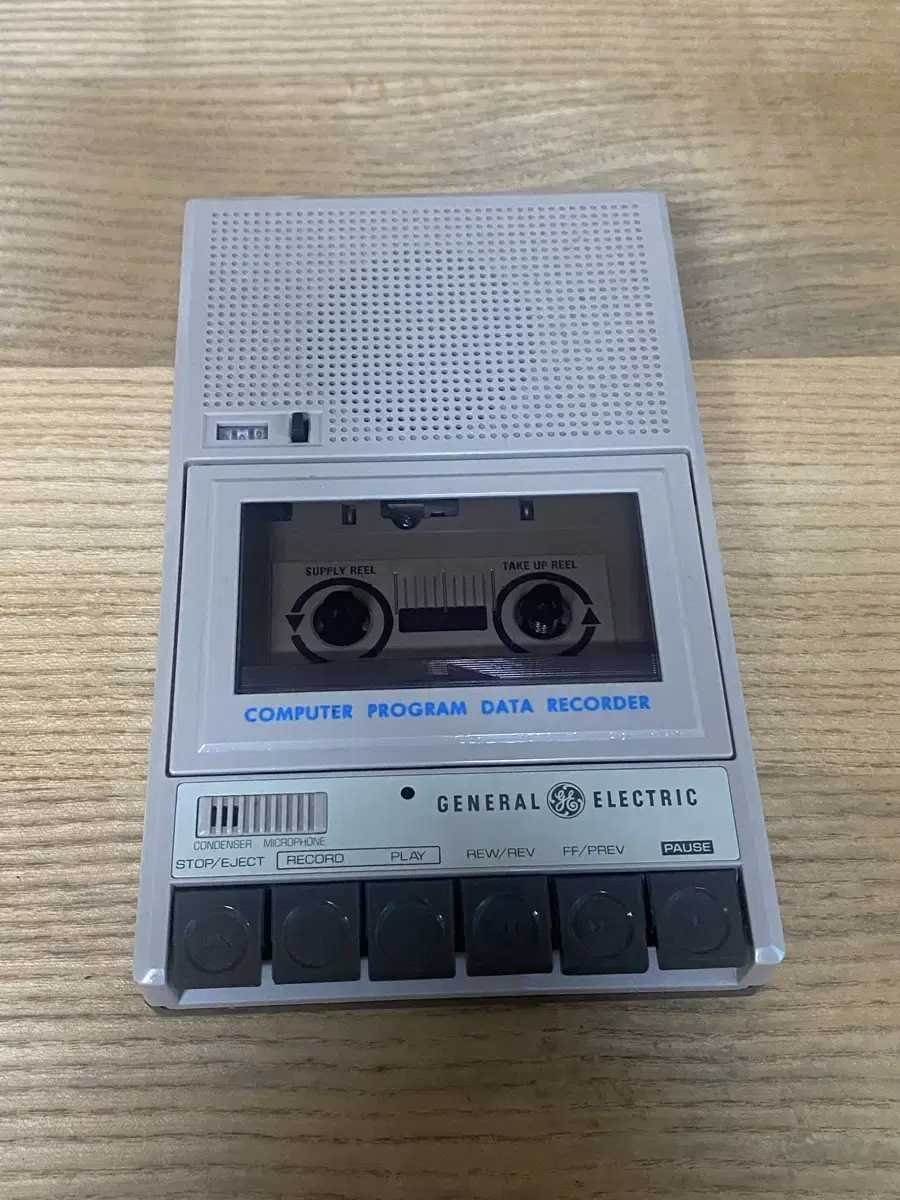 SUPPLY REEL
TAKE UP REEL
COMPUTER PROGRAM DATA RECORDER
GENERAL GE ELECTRIC
CONDENSER MICROPHONE
STOP/EJECT RECORD PLAY REW/REV FF/PREV PAUSE